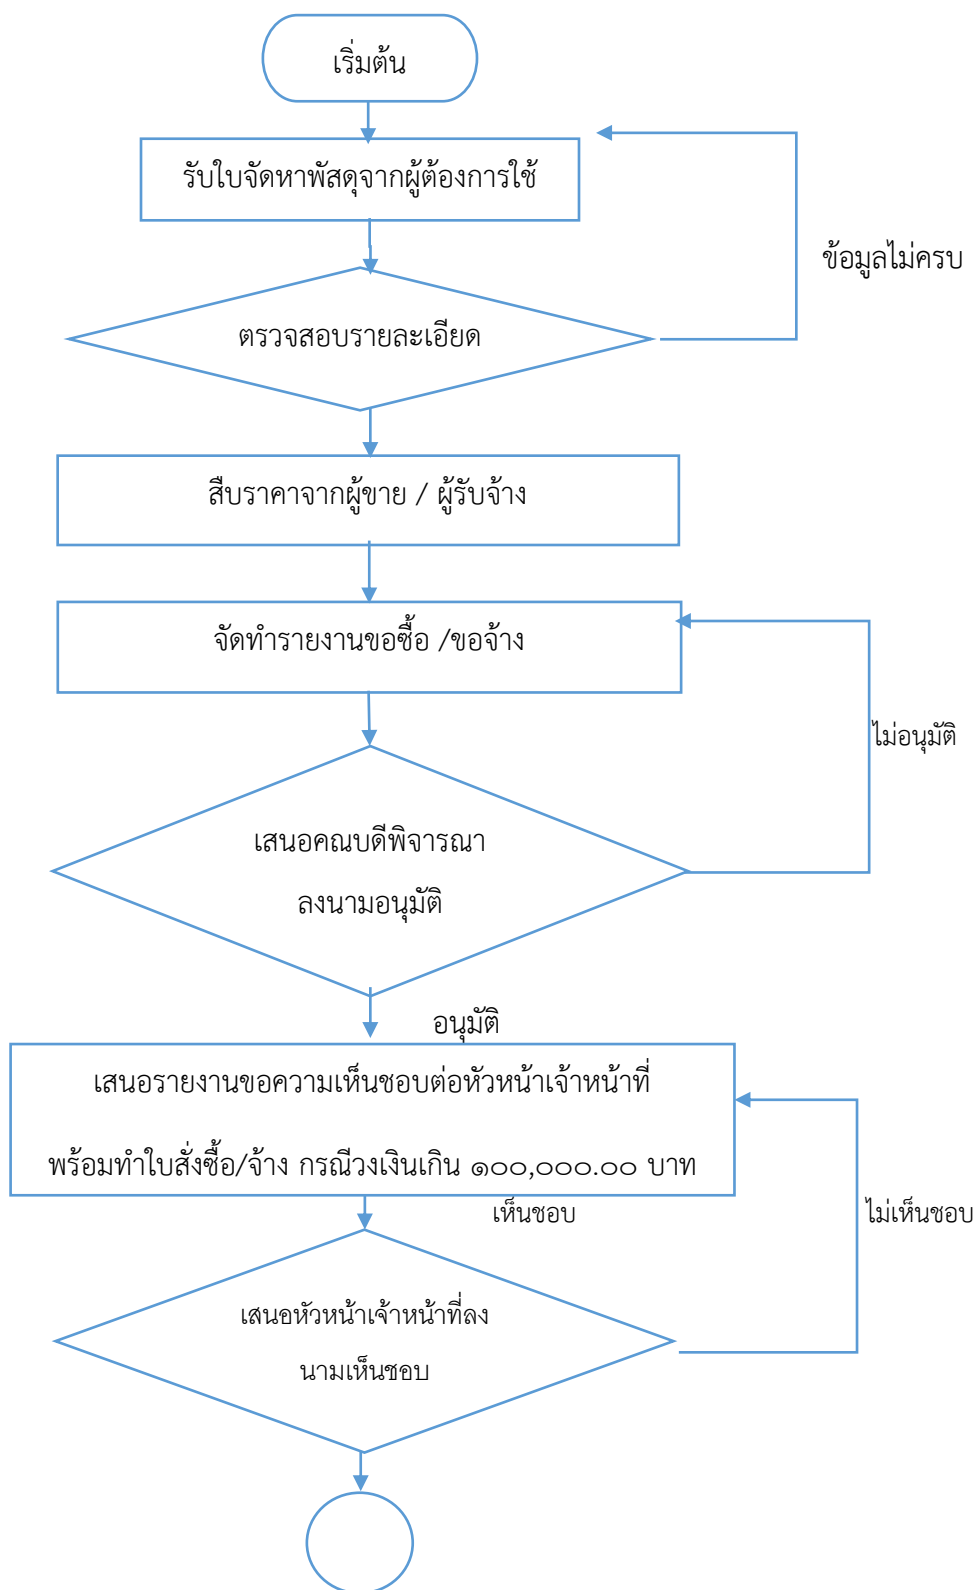 เริ่มต้น
รับใบจัดหาพัสดุจากผู้ต้องการใช้
ข้อมูลไม่ครบ
ตรวจสอบรายละเอียด
สืบราคาจากผู้ขาย / ผู้รับจ้าง
จัดทำรายงานขอซื้อ /ขอจ้าง
ไม่อนุมัติ
เสนอคณบดีพิจารณา
ลงนามอนุมัติ
อนุมัติ
เสนอรายงานขอความเห็นชอบต่อหัวหน้าเจ้าหน้าที่
พร้อมทำใบสั่งซื้อ/จ้าง กรณีวงเงินเกิน ๑๐๐,๐๐๐.๐๐ บาท
เห็นชอบ
ไม่เห็นชอบ
เสนอหัวหน้าเจ้าหน้าที่ลง
นามเห็นชอบ